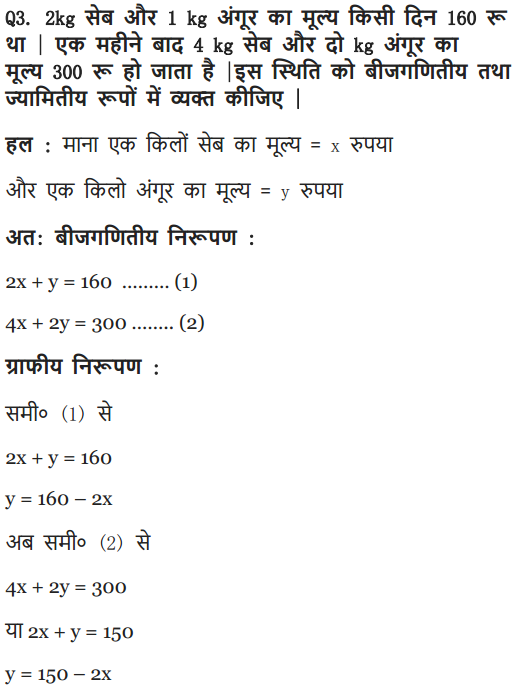 Q3. 2kg सेब और 1 kg अंगूर का मूल्य किसी दिन 160 रू
था | एक महीने बाद 4 kg सेब और दो kg अंगूर का
मूल्य 300 रू हो जाता है |इस स्थिति को बीजगणितीय तथा
ज्यामितीय रूपों में व्यक्त कीजिए |
हल : माना एक किलों सेब का मूल्य = x रुपया
और एक किलो अंगूर का मूल्य = y रुपया
अत: बीजगणितीय निरूपण :
2x + y = 160 ......... (1)
4x + 2y = 300 ........ (2)
ग्राफीय निरूपण :
समी० (1) से
2x + y = 160
y = 160 – 2x
अब समी० (2) से
4x + 2y = 300
या 2x + y = 150
y = 150 – 2x